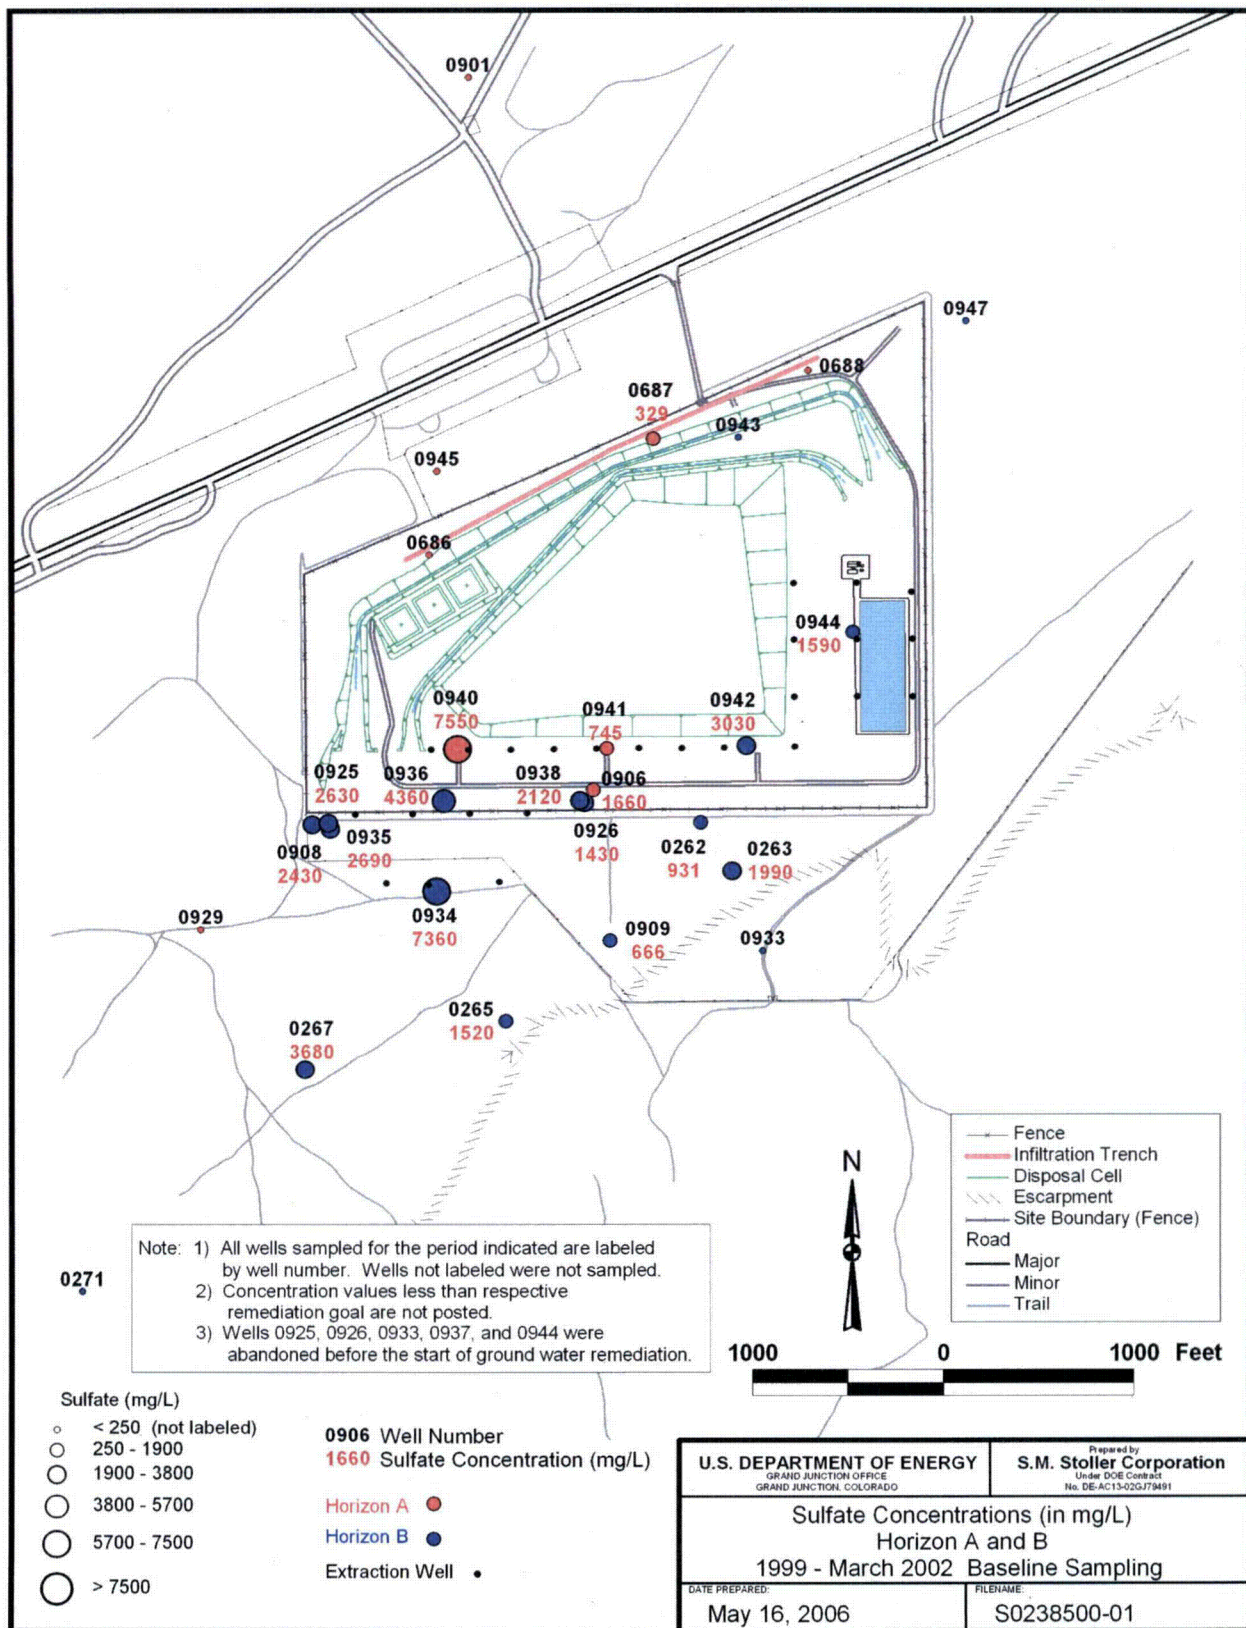 0901
0947
0688
0687
329
0943
0945
0686
0944
1590
0940
7550
0941
745
0942
3030
0925
2630
0936
4360
0938
2120
0906
1660
0908
2430
0935
2690
0926
1430
0262
931
0263
1990
0929
0934
7360
0909
666
0933
0265
1520
0267
3680
0271
Fence
Infiltration Trench
Disposal Cell
Escarpment
Site Boundary (Fence)
Road
Major
Minor
Trail
N
Note: 1) All wells sampled for the period indicated are labeled
by well number. Wells not labeled were not sampled.
2) Concentration values less than respective
remediation goal are not posted.
3) Wells 0925, 0926, 0933, 0937, and 0944 were
abandoned before the start of ground water remediation.
1000 0 1000 Feet
Sulfate (mg/L)
< 250 (not labeled)
250 - 1900
1900 - 3800
3800 - 5700
5700 - 7500
> 7500
0906 Well Number
1660 Sulfate Concentration (mg/L)
Horizon A
Horizon B
Extraction Well
U.S. DEPARTMENT OF ENERGY
GRAND JUNCTION OFFICE
GRAND JUNCTION, COLORADO
Prepared by
S.M. Stoller Corporation
Under DOE Contract
No. DE-AC13-02GJ79491
Sulfate Concentrations (in mg/L)
Horizon A and B
1999 - March 2002 Baseline Sampling
DATE PREPARED:
May 16, 2006
FILENAME:
S0238500-01